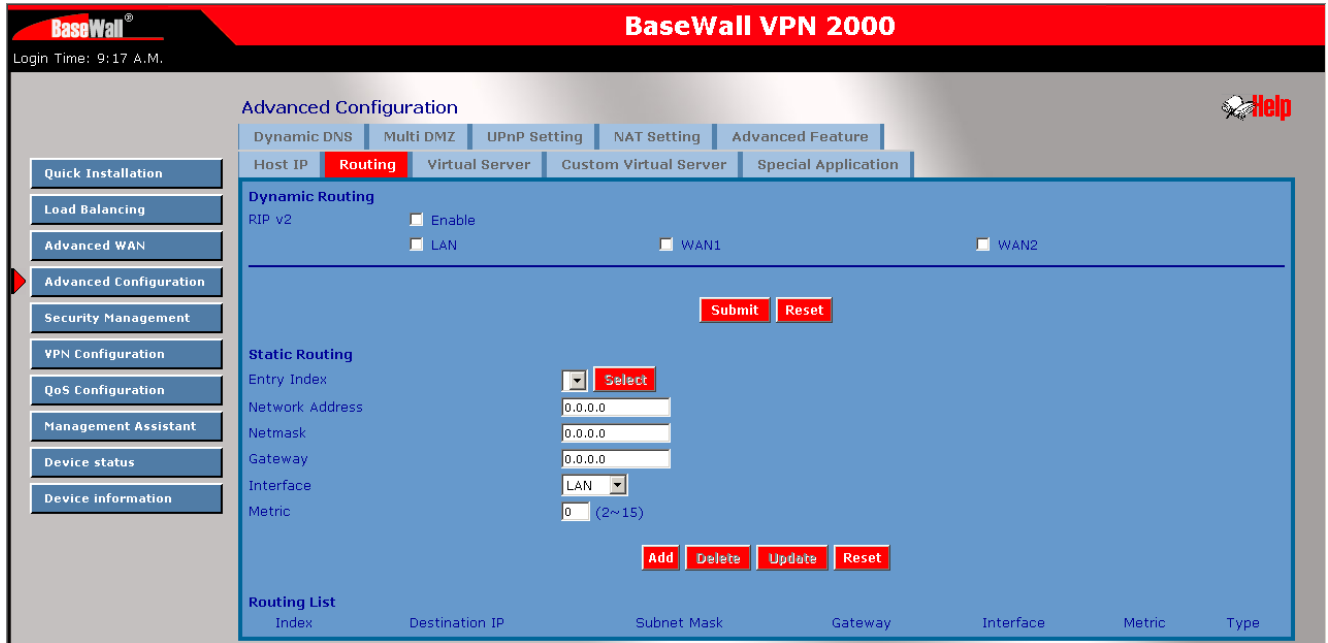 BaseWall®
BaseWall VPN 2000
Login Time: 9:17 A.M.
Advanced Configuration
Help
Dynamic DNS Multi DMZ UPnP Setting NAT Setting Advanced Feature
Host IP Routing Virtual Server Custom Virtual Server Special Application
Quick Installation
Load Balancing
Advanced WAN
Advanced Configuration
Security Management
VPN Configuration
QoS Configuration
Management Assistant
Device status
Device information
Dynamic Routing
RIP v2 Enable
LAN WAN1 WAN2
Submit Reset
Static Routing
Entry Index Select
Network Address 0.0.0.0
Netmask 0.0.0.0
Gateway 0.0.0.0
Interface LAN
Metric 0 (2~15)
Add Delete Update Reset
Routing List
Index Destination IP Subnet Mask Gateway Interface Metric Type